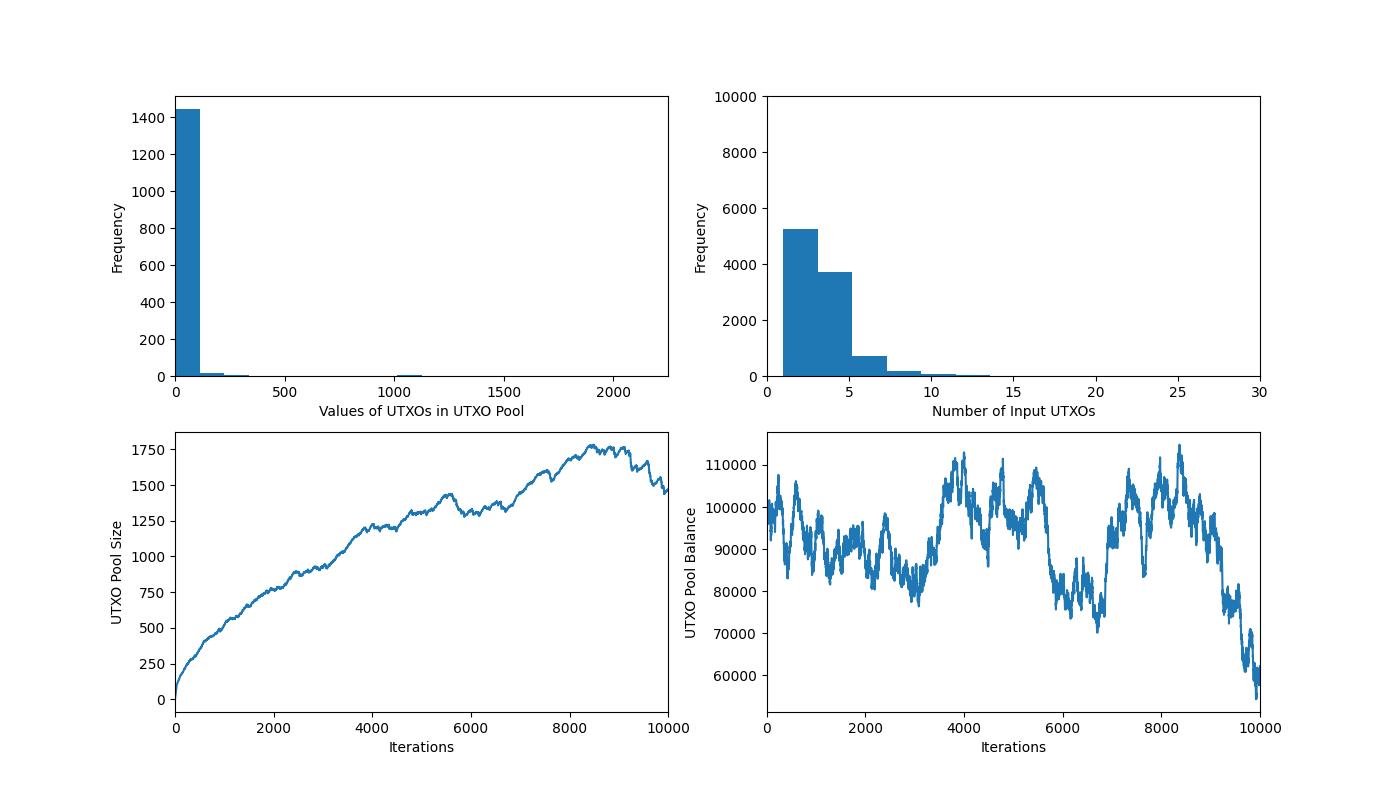 1400
1200
1000
800
600
400
200
0
Frequency
0 500 1000 1500 2000
Values of UTXOs in UTXO Pool
10000
8000
6000
4000
2000
0
Frequency
0 5 10 15 20 25 30
Number of Input UTXOs
1750
1500
1250
1000
750
500
250
0
UTXO Pool Size
0 2000 4000 6000 8000 10000
Iterations
110000
100000
90000
80000
70000
60000
UTXO Pool Balance
0 2000 4000 6000 8000 10000
Iterations